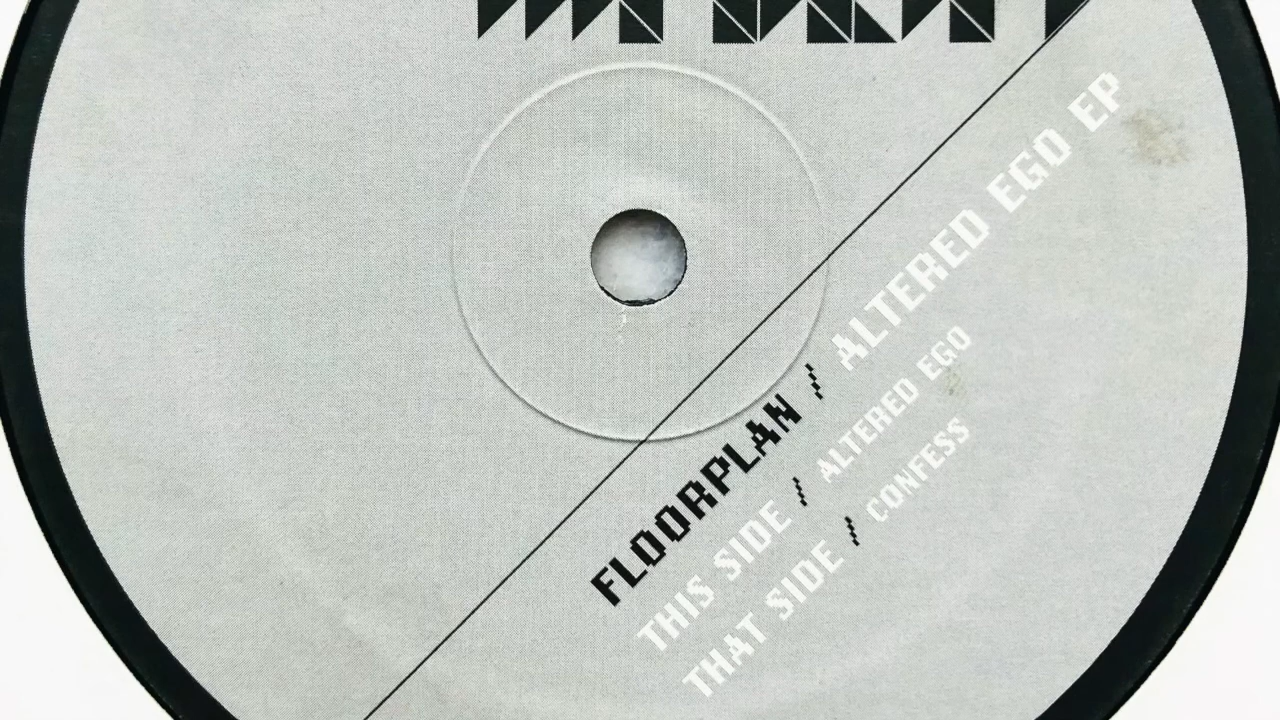 FLOORPLAN / ALTERED EGO EP
THIS SIDE / ALTERED EGO
THAT SIDE / CONFESS